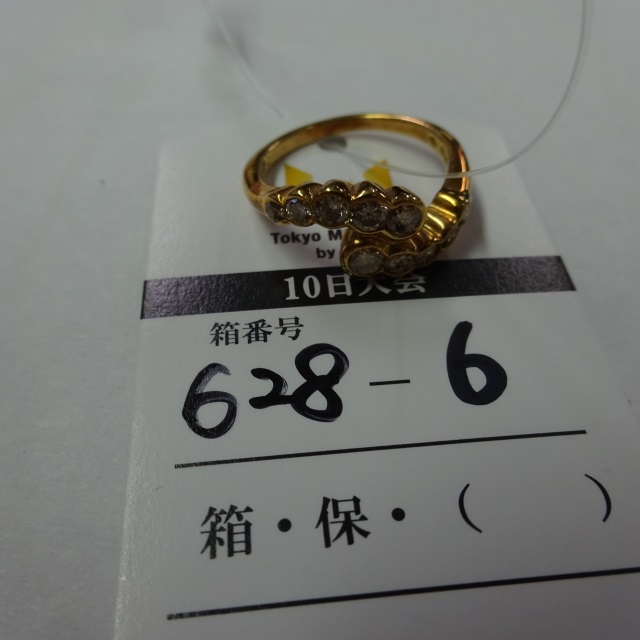 Tokyo M
by
10日大会
箱番号
628-6
箱・保・（　　）